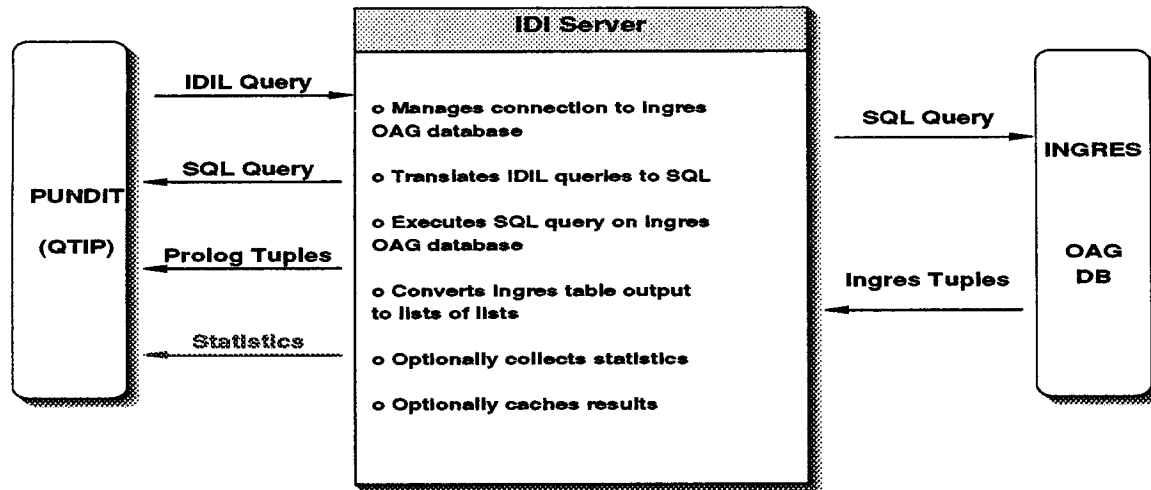 IDI Server
IDIL Query
SQL Query
Prolog Tuples
Statistics
PUNDIT
(QTIP)
o Manages connection to Ingres
OAG database
o Translates IDIL queries to SQL
o Executes SQL query on Ingres
OAG database
o Converts Ingres table output
to lists of lists
o Optionally collects statistics
o Optionally caches results
SQL Query
Ingres Tuples
INGRES
OAG
DB